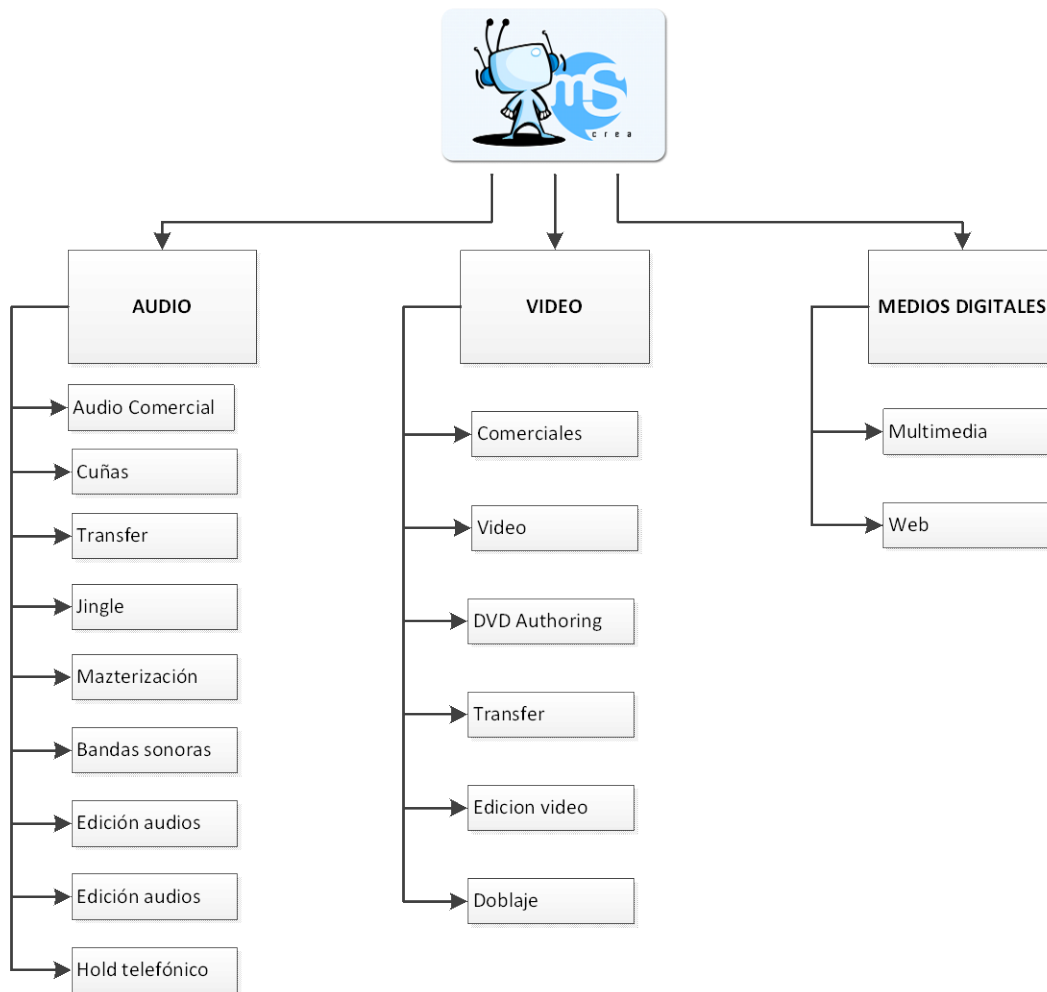 mS
crea
AUDIO
Audio Comercial
Cuñas
Transfer
Jingle
Mazterización
Bandas sonoras
Edición audios
Edición audios
Hold telefónico
VIDEO
Comerciales
Video
DVD Authoring
Transfer
Edicion video
Doblaje
MEDIOS DIGITALES
Multimedia
Web